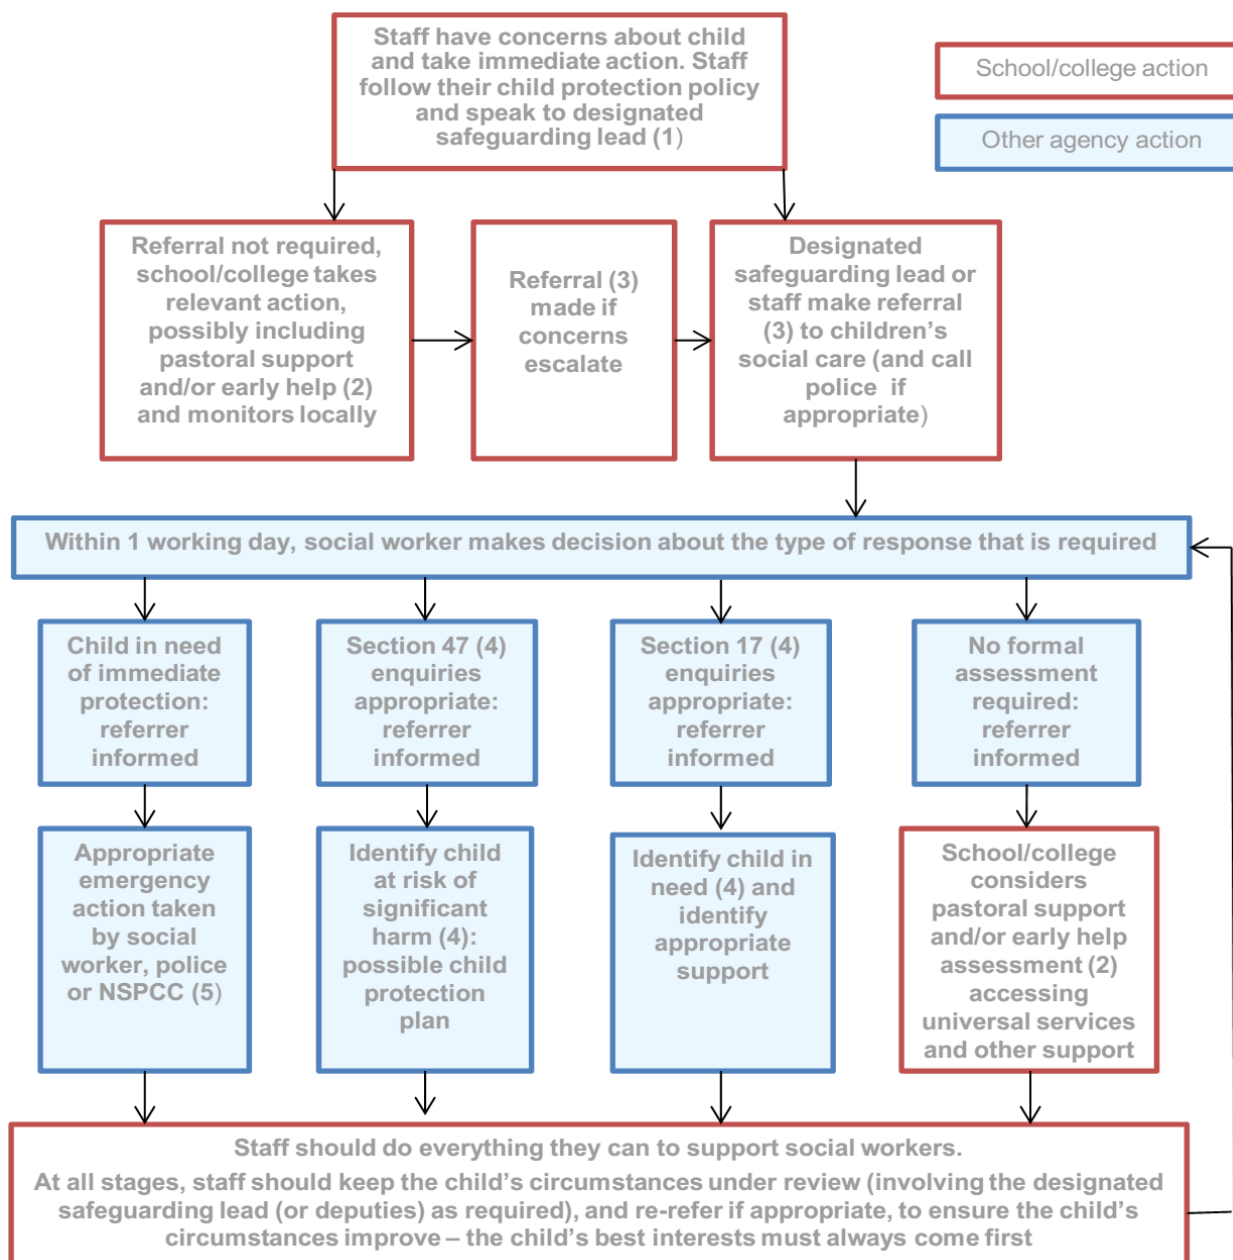 Staff have concerns about child
and take immediate action. Staff
follow their child protection policy
and speak to designated
safeguarding lead (1)
School/college action
Other agency action
Referral not required,
school/college takes
relevant action,
possibly including
pastoral support
and/or early help (2)
and monitors locally
Referral (3)
made if
concerns
escalate
Designated
safeguarding lead or
staff make referral
(3) to children’s
social care (and call
police if
appropriate)
Within 1 working day, social worker makes decision about the type of response that is required
Child in need
of immediate
protection:
referrer
informed
Section 47 (4)
enquiries
appropriate:
referrer
informed
Section 17 (4)
enquiries
appropriate:
referrer
informed
No formal
assessment
required:
referrer
informed
Appropriate
emergency
action taken
by social
worker, police
or NSPCC (5)
Identify child
at risk of
significant
harm (4):
possible child
protection
plan
Identify child in
need (4) and
identify
appropriate
support
School/college
considers
pastoral support
and/or early help
assessment (2)
accessing
universal services
and other support
Staff should do everything they can to support social workers.
At all stages, staff should keep the child’s circumstances under review (involving the designated
safeguarding lead (or deputies) as required), and re-refer if appropriate, to ensure the child’s
circumstances improve – the child’s best interests must always come first